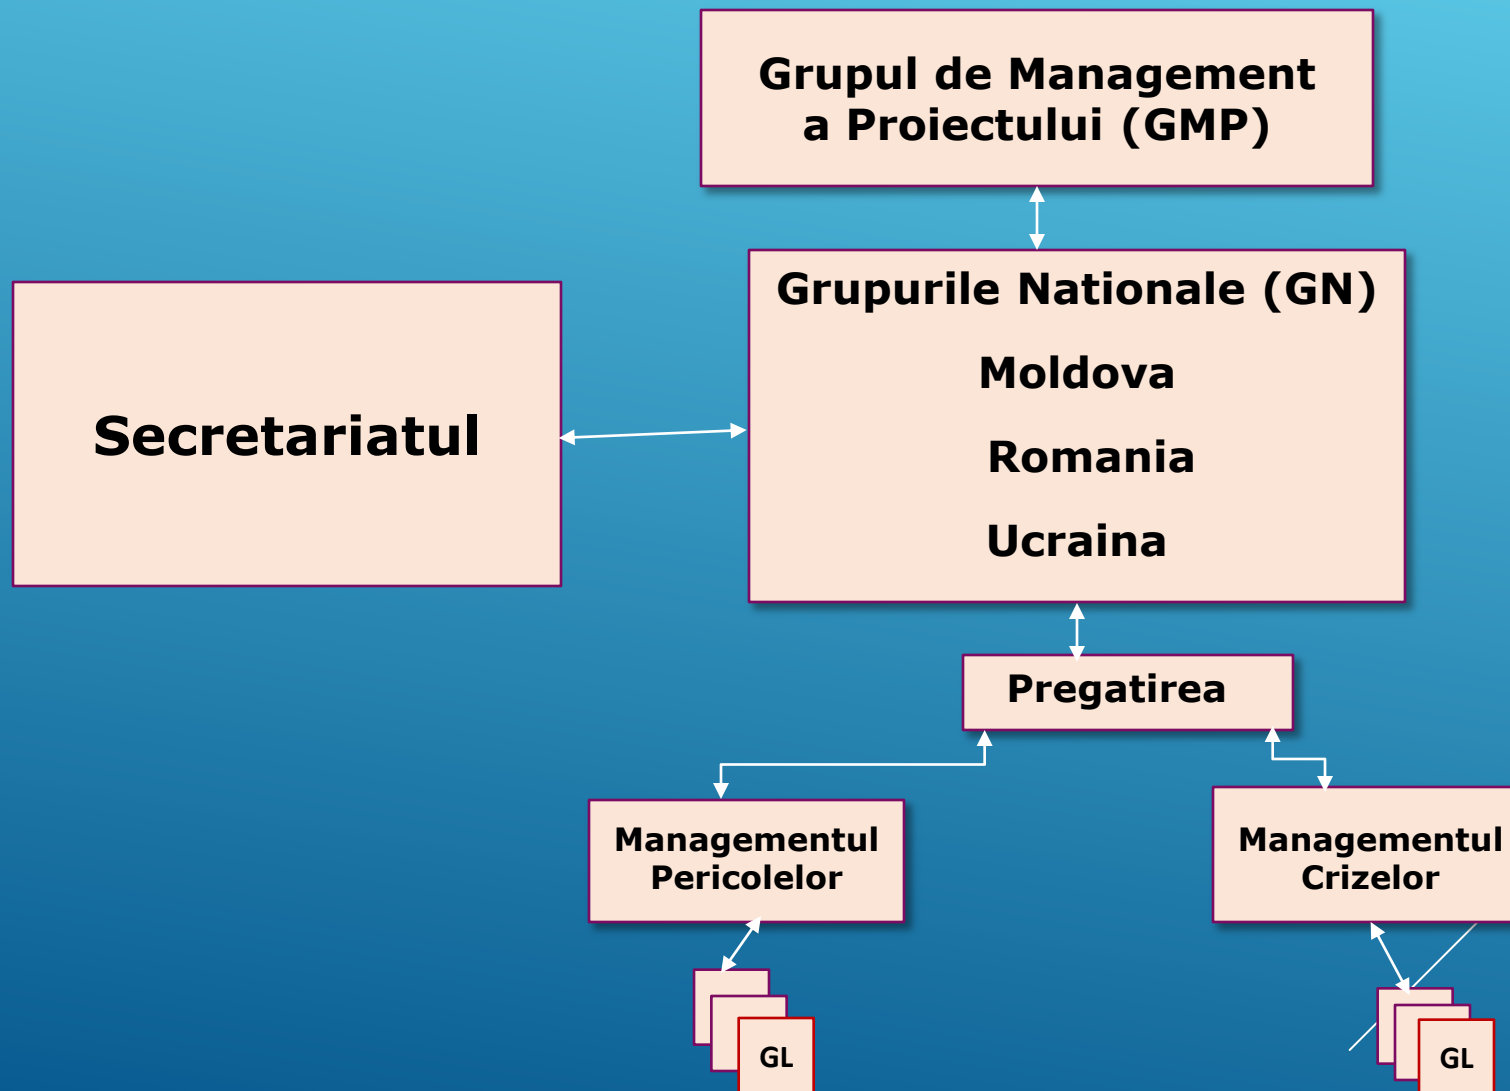 Grupul de Management
a Proiectului (GMP)
Secretariatul
Grupurile Nationale (GN)
Moldova
Romania
Ucraina
Pregatirea
Managementul
Pericolelor
Managementul
Crizelor
GL
GL